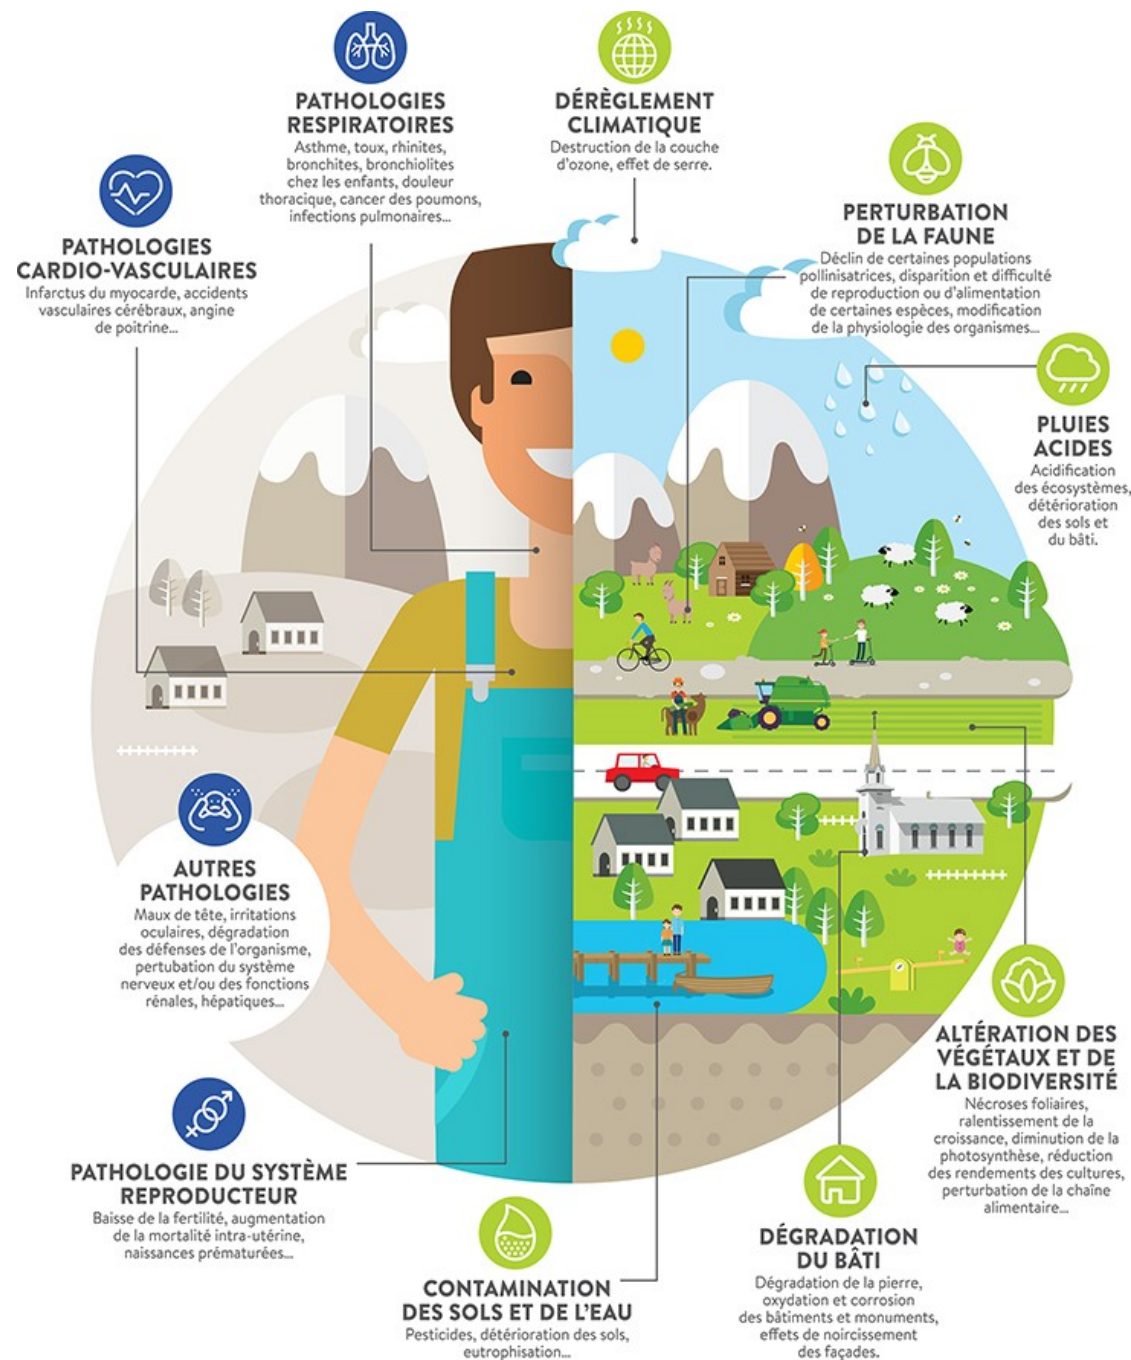 PATHOLOGIES
RESPIRATOIRES
Asthme, toux, rhinites,
bronchites, bronchiolites
chez les enfants, douleur
thoracique, cancer des poumons,
infections pulmonaires...
DÉRÈGLEMENT
CLIMATIQUE
Destruction de la couche
d'ozone, effet de serre.
PATHOLOGIES
CARDIO-VASCULAIRES
Infarctus du myocarde, accidents
vasculaires cérébraux, angine
de poitrine...
PERTURBATION
DE LA FAUNE
Déclin de certaines populations
pollinisatrices, disparition et difficulté
de reproduction ou d'alimentation
de certaines espèces, modification
de la physiologie des organismes...
PLUIES
ACIDES
Acidification
des écosystèmes,
détérioration
des sols et
du bâti.
AUTRES
PATHOLOGIES
Maux de tête, irritations
oculaires, dégradation
des défenses de l'organisme,
pertubation du système
nerveux et/ou des fonctions
rénales, hépatiques...
ALTÉRATION DES
VÉGÉTAUX ET DE
LA BIODIVERSITÉ
Nécroses foliaires,
ralentissement de la
croissance, diminution de la
photosynthèse, réduction
des rendements des cultures,
perturbation de la chaîne
alimentaire...
PATHOLOGIE DU SYSTÈME
REPRODUCTEUR
Baisse de la fertilité, augmentation
de la mortalité intra-utérine,
naissances prématurées...
CONTAMINATION
DES SOLS ET DE L'EAU
Pesticides, détérioration des sols,
eutrophisation...
DÉGRADATION
DU BÂTI
Dégradation de la pierre,
oxydation et corrosion
des bâtiments et monuments,
effets de noircissement
des façades.